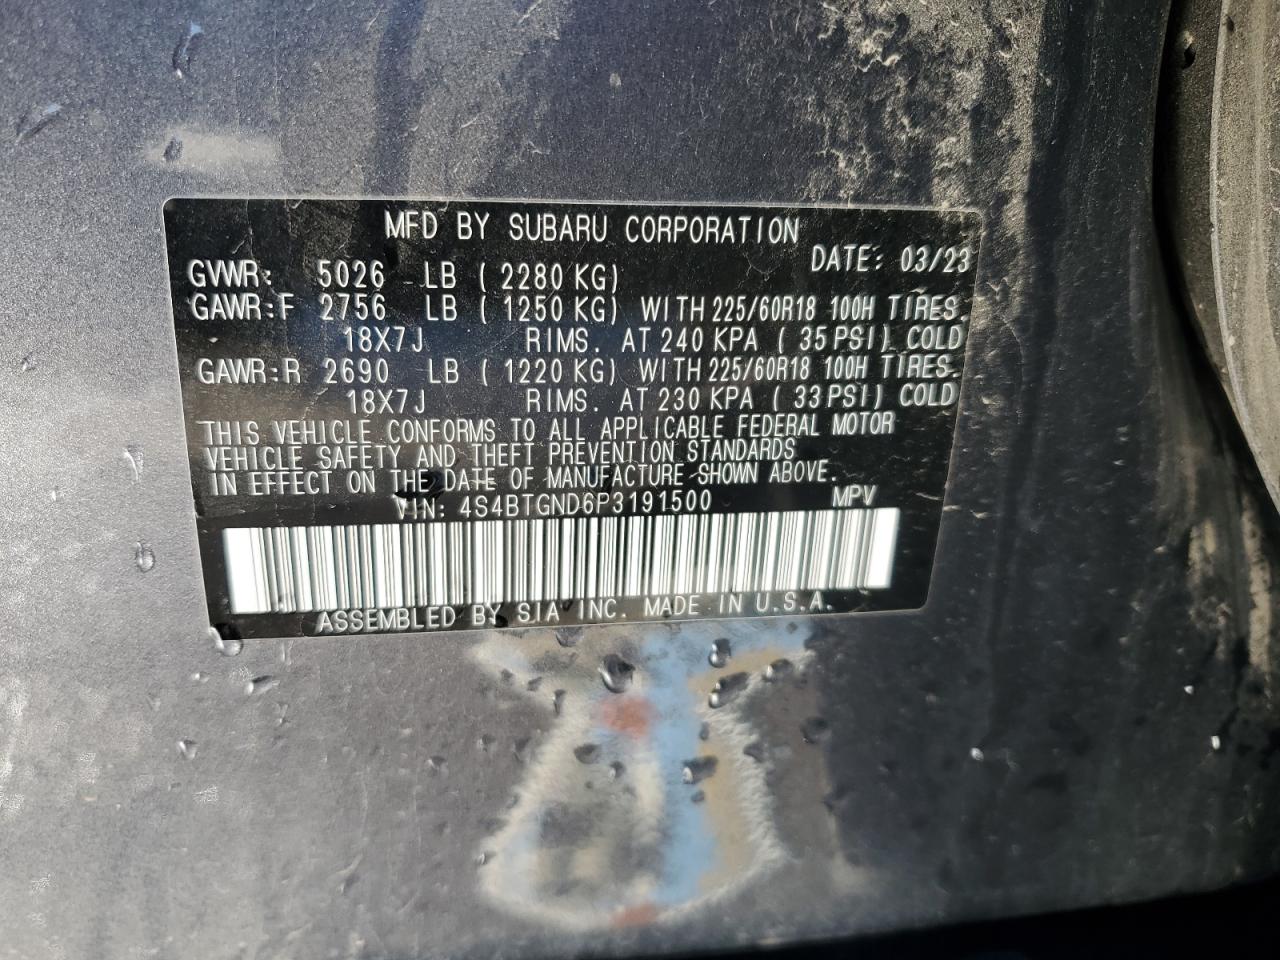 MFD BY SUBARU CORPORATION
DATE: 03/23
GVWR: 5026 LB ( 2280 KG)
GAWR:F 2756 LB ( 1250 KG) WITH 225/60R18 100H TIRES.
18X7J RIMS. AT 240 KPA ( 35 PSI) COLD
GAWR:R 2690 LB ( 1220 KG) WITH 225/60R18 100H TIRES.
18X7J RIMS. AT 230 KPA ( 33 PSI) COLD
THIS VEHICLE CONFORMS TO ALL APPLICABLE FEDERAL MOTOR
VEHICLE SAFETY AND THEFT PREVENTION STANDARDS
IN EFFECT ON THE DATE OF MANUFACTURE SHOWN ABOVE.
VIN: 4S4BTGND6P3191500 MPV
ASSEMBLED BY SIA INC. MADE IN U.S.A.